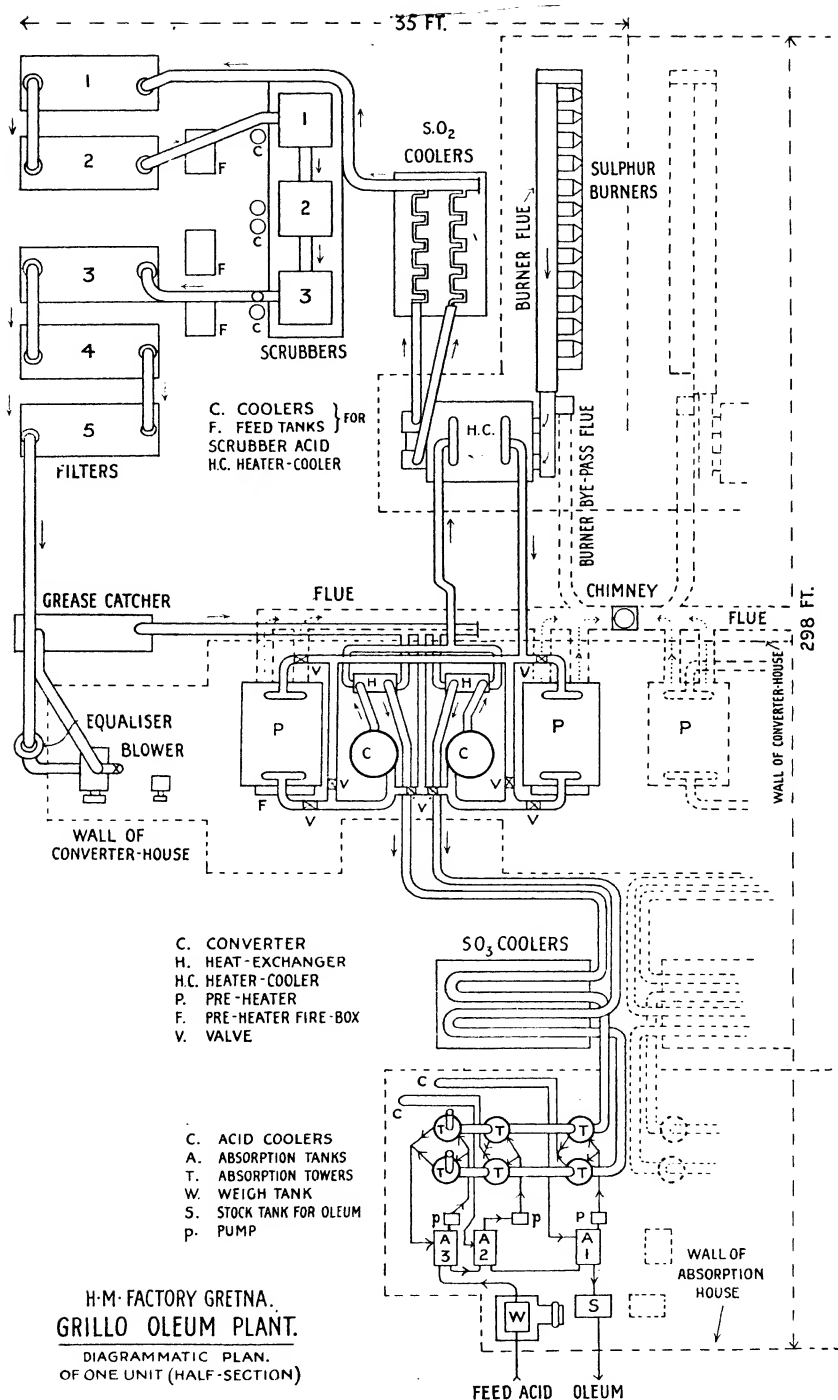 35 FT.
1
2
3
4
5
FILTERS
F
F
F
C
C
C
1
2
3
SCRUBBERS
S.O2
COOLERS
BURNER FLUE
SULPHUR
BURNERS
C. COOLERS
F. FEED TANKS } FOR
SCRUBBER ACID
H.C. HEATER-COOLER
H.C.
BURNER BYE-PASS FLUE
298 FT.
GREASE CATCHER
FLUE
CHIMNEY
FLUE
WALL OF CONVERTER-HOUSE
EQUALISER
BLOWER
P
F
V
V
V
H
C
V
H
C
V
V
V
P
P
WALL OF
CONVERTER-HOUSE
C. CONVERTER
H. HEAT-EXCHANGER
H.C. HEATER-COOLER
P. PRE-HEATER
F. PRE-HEATER FIRE-BOX
V. VALVE
SO3 COOLERS
C
C
T
T
T
T
T
T
C. ACID COOLERS
A. ABSORPTION TANKS
T. ABSORPTION TOWERS
W. WEIGH TANK
S. STOCK TANK FOR OLEUM
p. PUMP
p
p
P
A
3
A
2
A
1
W
S
WALL OF
ABSORPTION
HOUSE
H·M· FACTORY GRETNA.
GRILLO OLEUM PLANT.
DIAGRAMMATIC PLAN.
OF ONE UNIT (HALF-SECTION)
FEED ACID
OLEUM